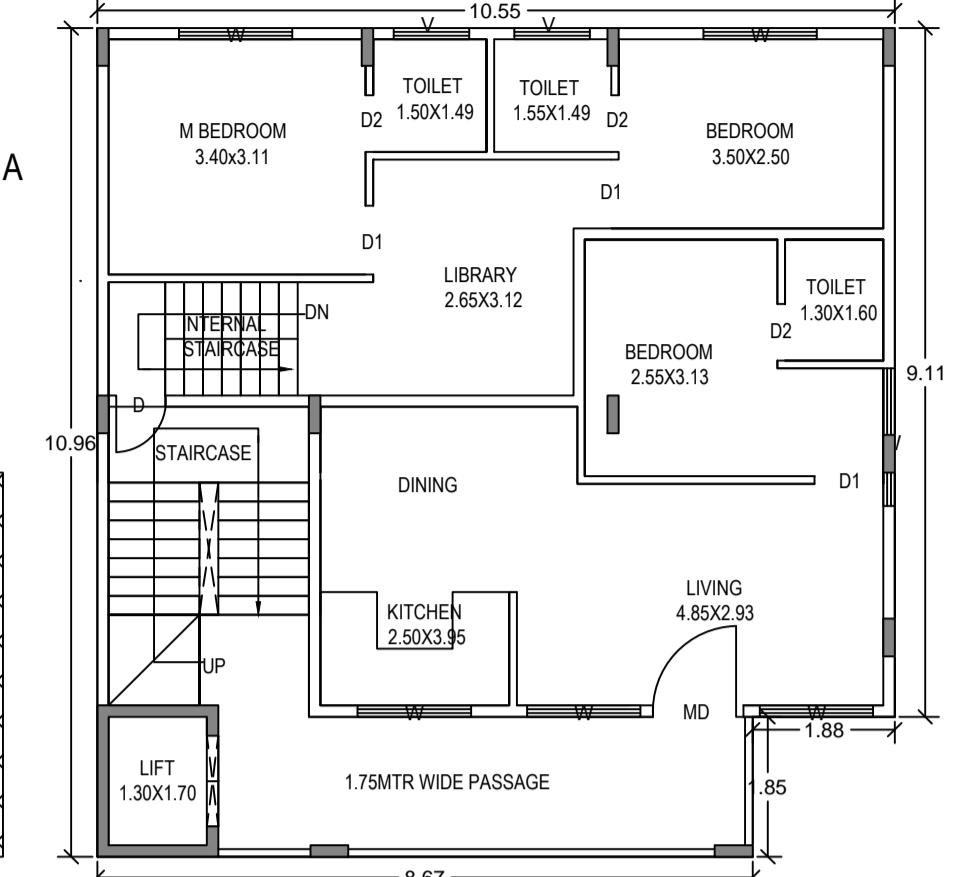 10.55
V
V
W
W
TOILET
1.50X1.49
TOILET
1.55X1.49
M BEDROOM
3.40x3.11
D2
D2
BEDROOM
3.50X2.50
A
D1
D1
LIBRARY
2.65X3.12
TOILET
1.30X1.60
DN
NTERNAL
STAIRCASE
D2
BEDROOM
2.55X3.13
9.11
D
10.96
STAIRCASE
V
DINING
D1
LIVING
4.85X2.93
KITCHEN
2.50X3.95
UP
W
W
MD
W
1.88
LIFT
1.30X1.70
V
V
1.75MTR WIDE PASSAGE
1.85
8.67